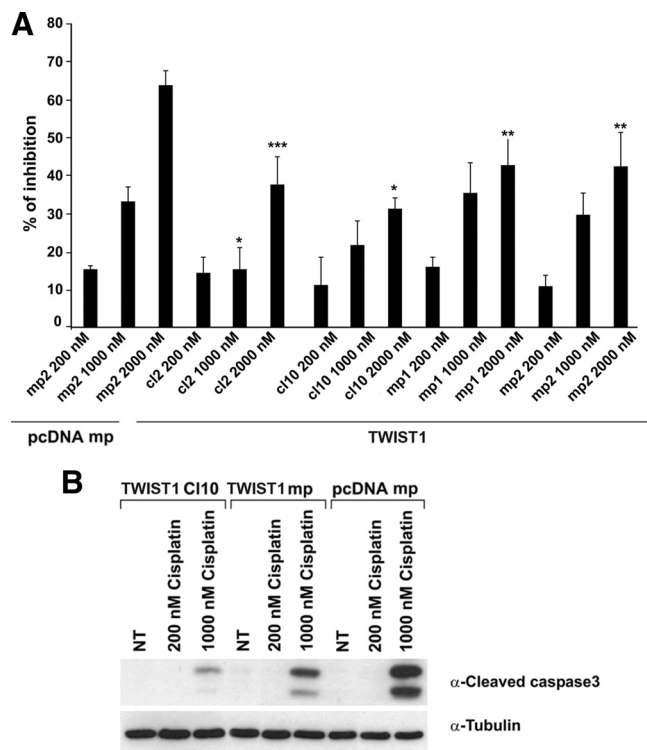 A
80
70
60
50
40
30
20
10
0
% of inhibition
* *** * ** **
mp2 200 nM
mp2 1000 nM
mp2 2000 nM
cl2 200 nM
cl2 1000 nM
cl2 2000 nM
cl10 200 nM
cl10 1000 nM
cl10 2000 nM
mp1 200 nM
mp1 1000 nM
mp1 2000 nM
mp2 200 nM
mp2 1000 nM
mp2 2000 nM
pcDNA mp
TWIST1
B
TWIST1 Cl10 TWIST1 mp pcDNA mp
NT
200 nM Cisplatin
1000 nM Cisplatin
NT
200 nM Cisplatin
1000 nM Cisplatin
NT
200 nM Cisplatin
1000 nM Cisplatin
α-Cleaved caspase3
α-Tubulin